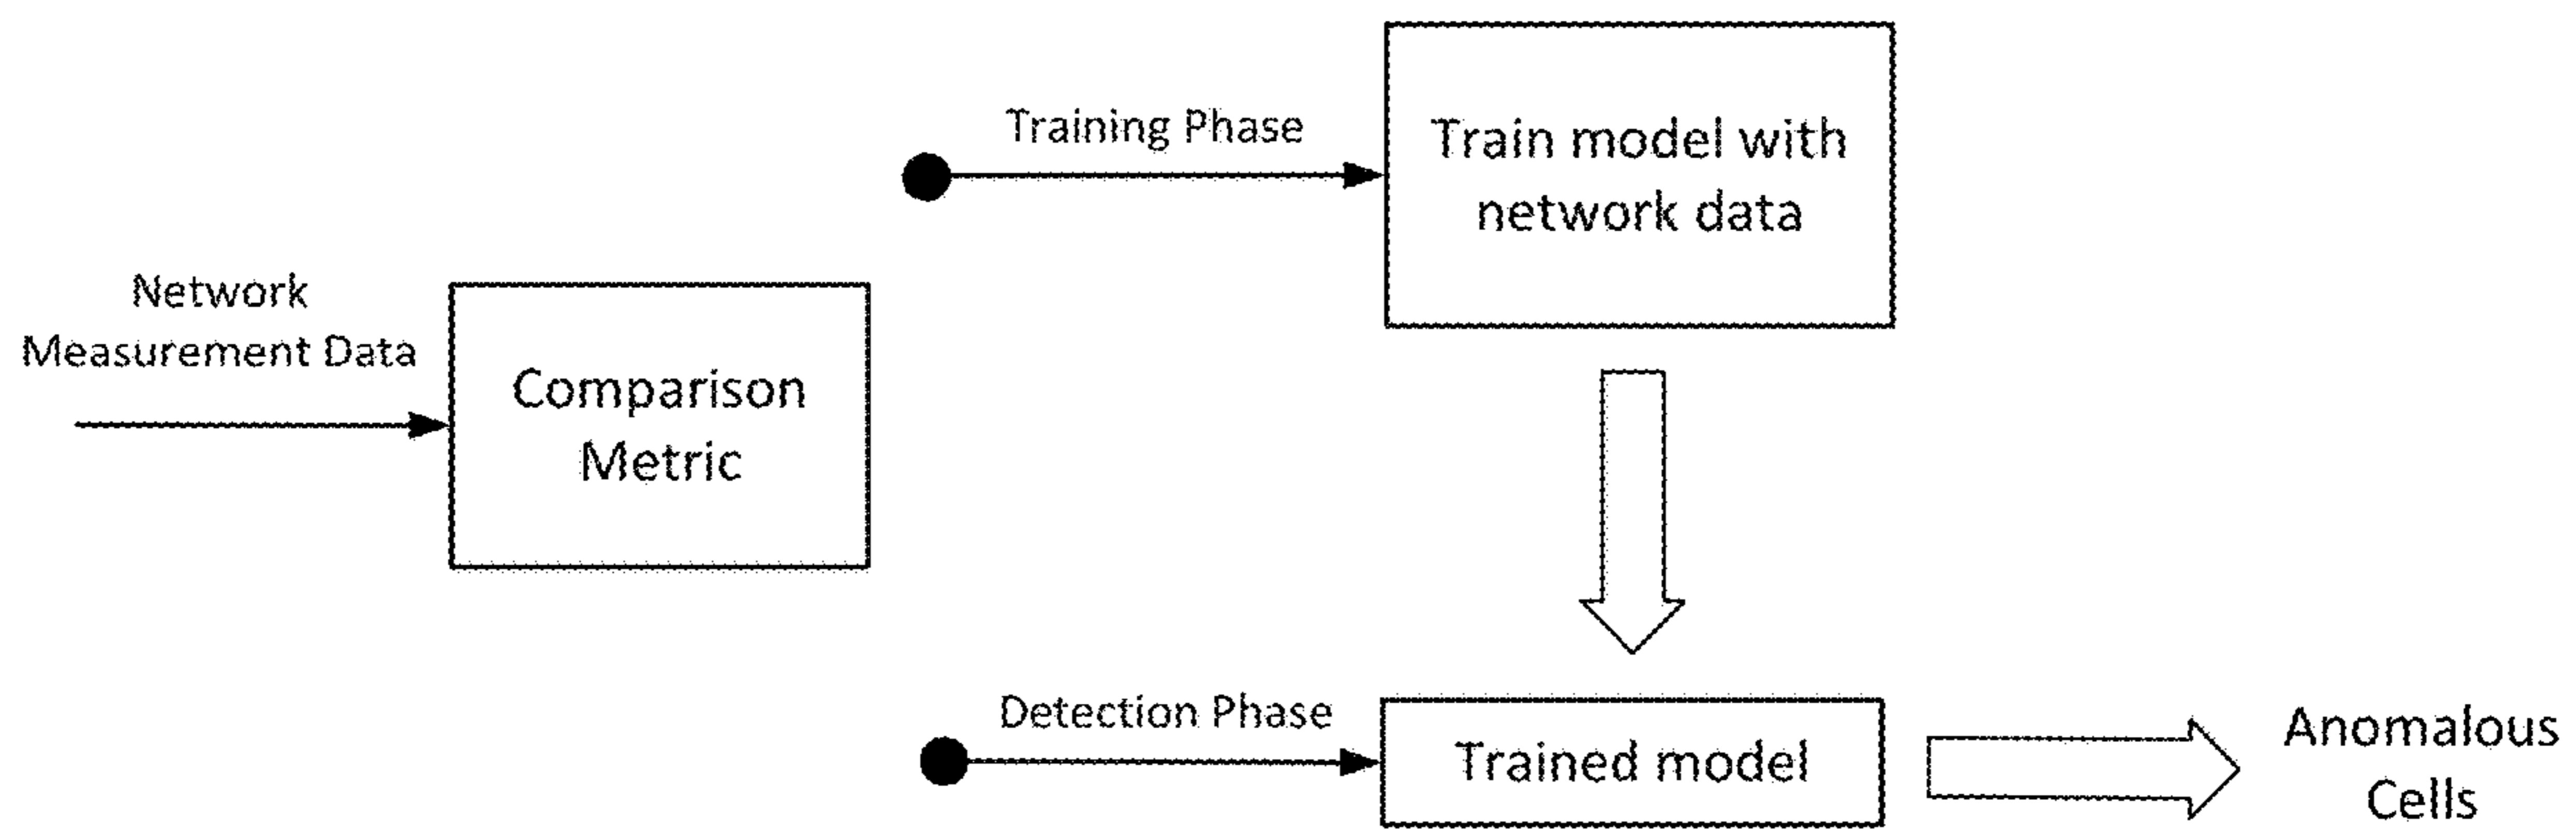 Network
Measurement Data
Comparison
Metric
Training Phase
Train model with
network data
Detection Phase
Trained model
Anomalous
Cells